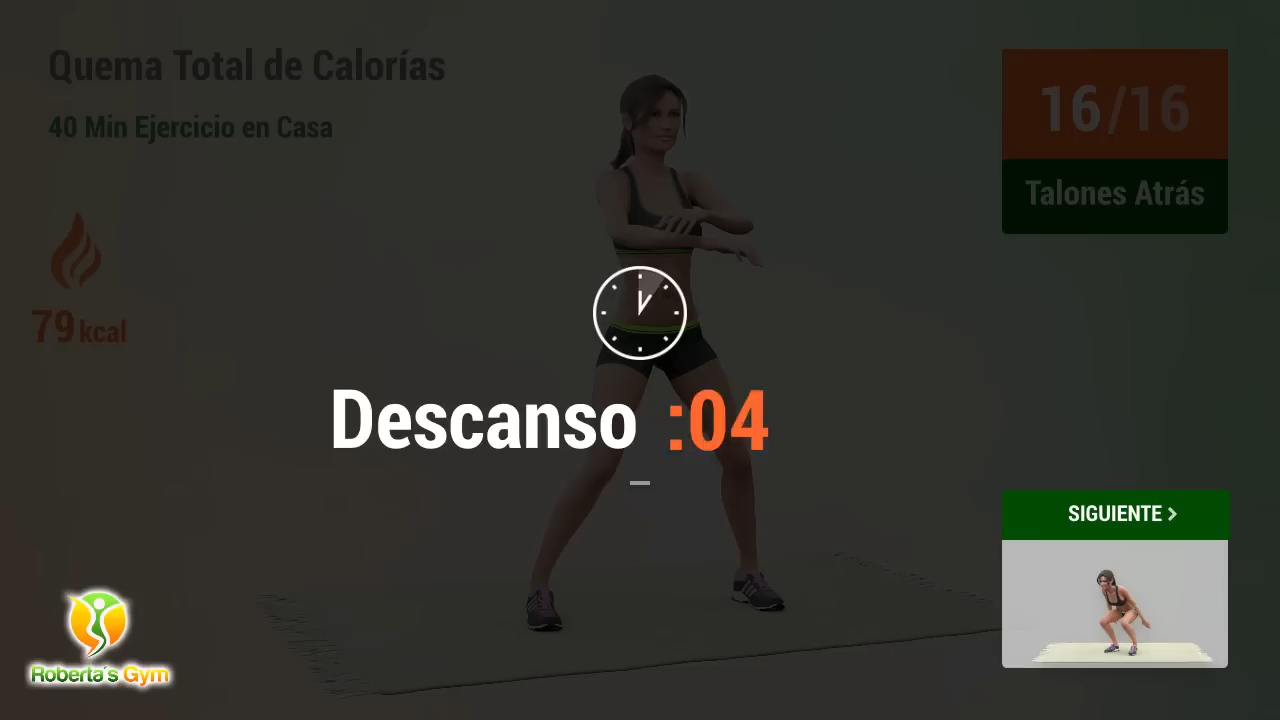 Quema Total de Calorías
40 Min Ejercicio en Casa
16/16
Talones Atrás
79 kcal
Descanso :04
SIGUIENTE >
Roberta´s Gym